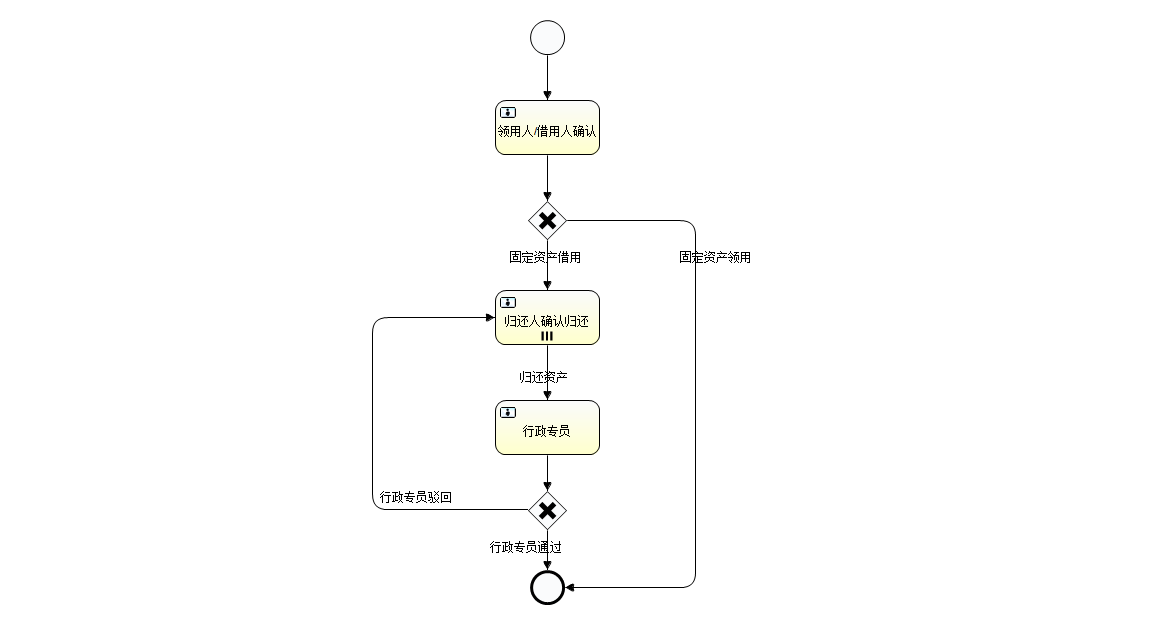 领用人/借用人确认
固定资产借用
固定资产领用
归还人确认归还
归还资产
行政专员
行政专员驳回
行政专员通过